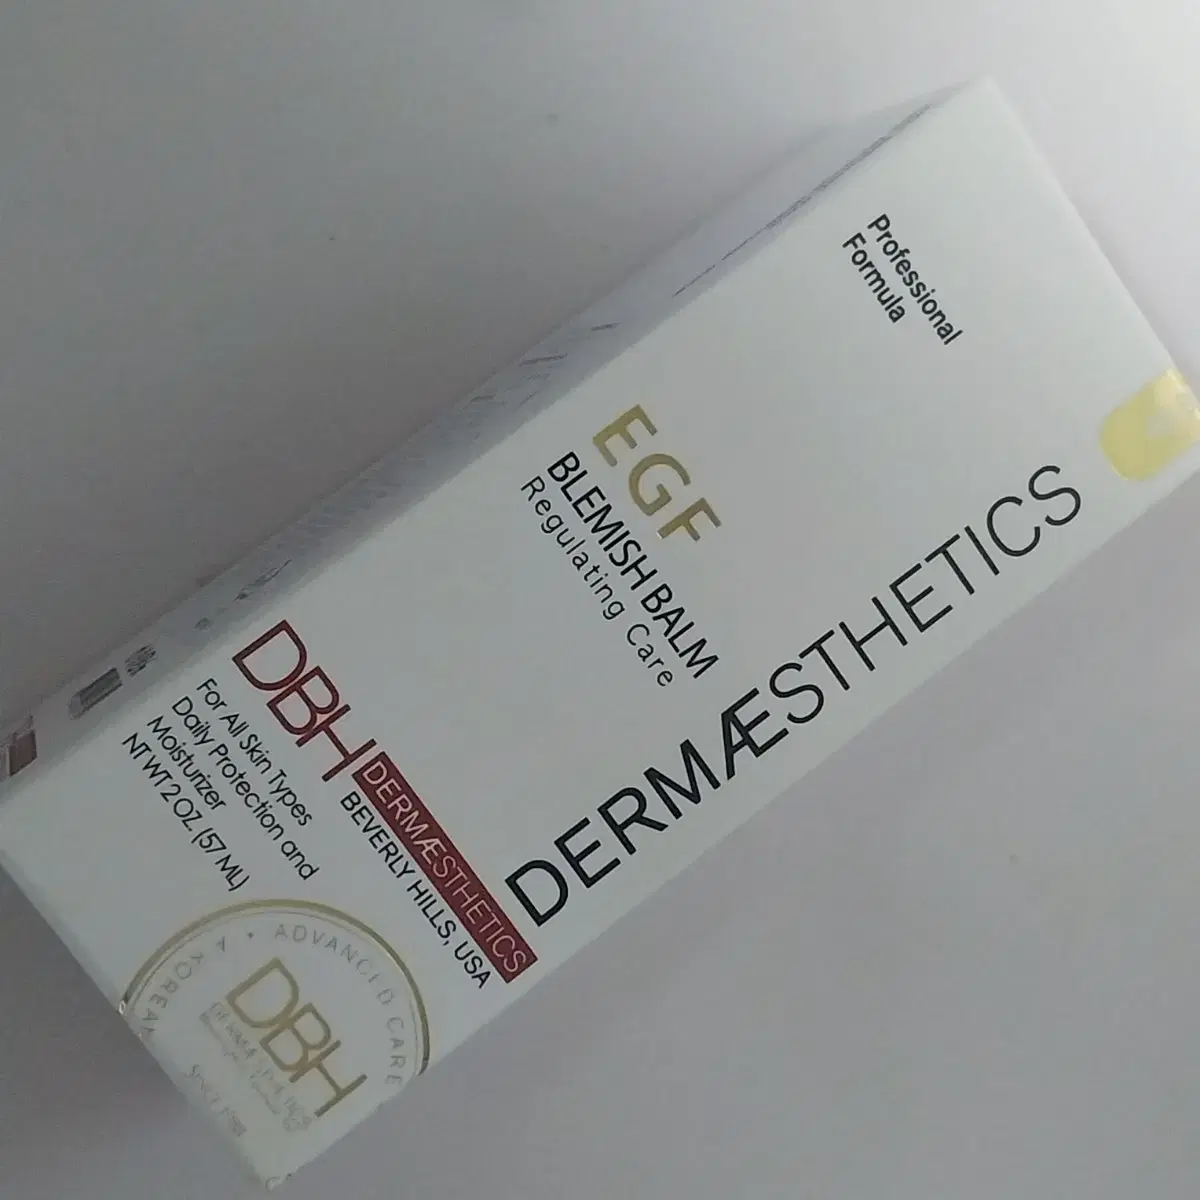 Professional
Formula
EGF
BLEMISH BALM
Regulating Care
DERMÆSTHETICS
DBH
DERMÆSTHETICS
BEVERLY HILLS, USA
For All Skin Types
Daily Protection and
Moisturizer
NT WT 2 OZ. (57 ML)
A KOREA
• ADVANCED CARE
DBH